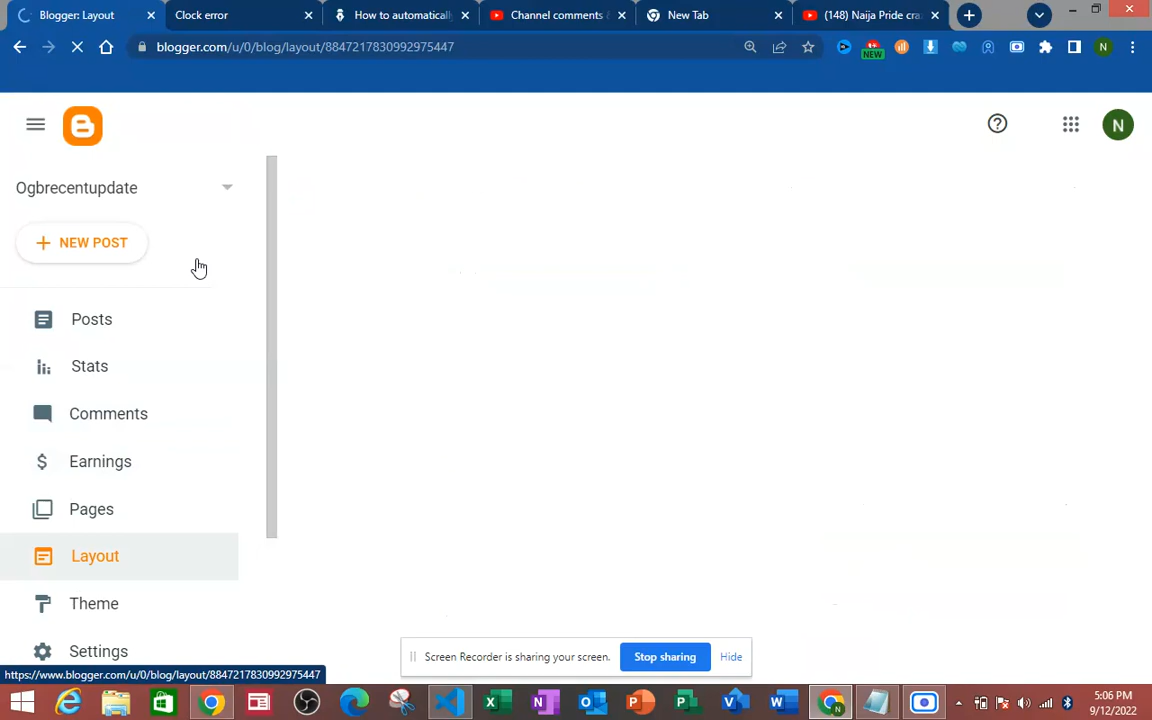 Blogger: Layout
Clock error
How to automatically
Channel comments &
New Tab
(148) Naija Pride cra
blogger.com/u/0/blog/layout/8847217830992975447
NEW
N
N
Ogbrecentupdate
NEW POST
Posts
Stats
Comments
Earnings
Pages
Layout
Theme
Settings
Screen Recorder is sharing your screen.
Stop sharing
Hide
https://www.blogger.com/u/0/blog/layout/8847217830992975447
5:06 PM
9/12/2022